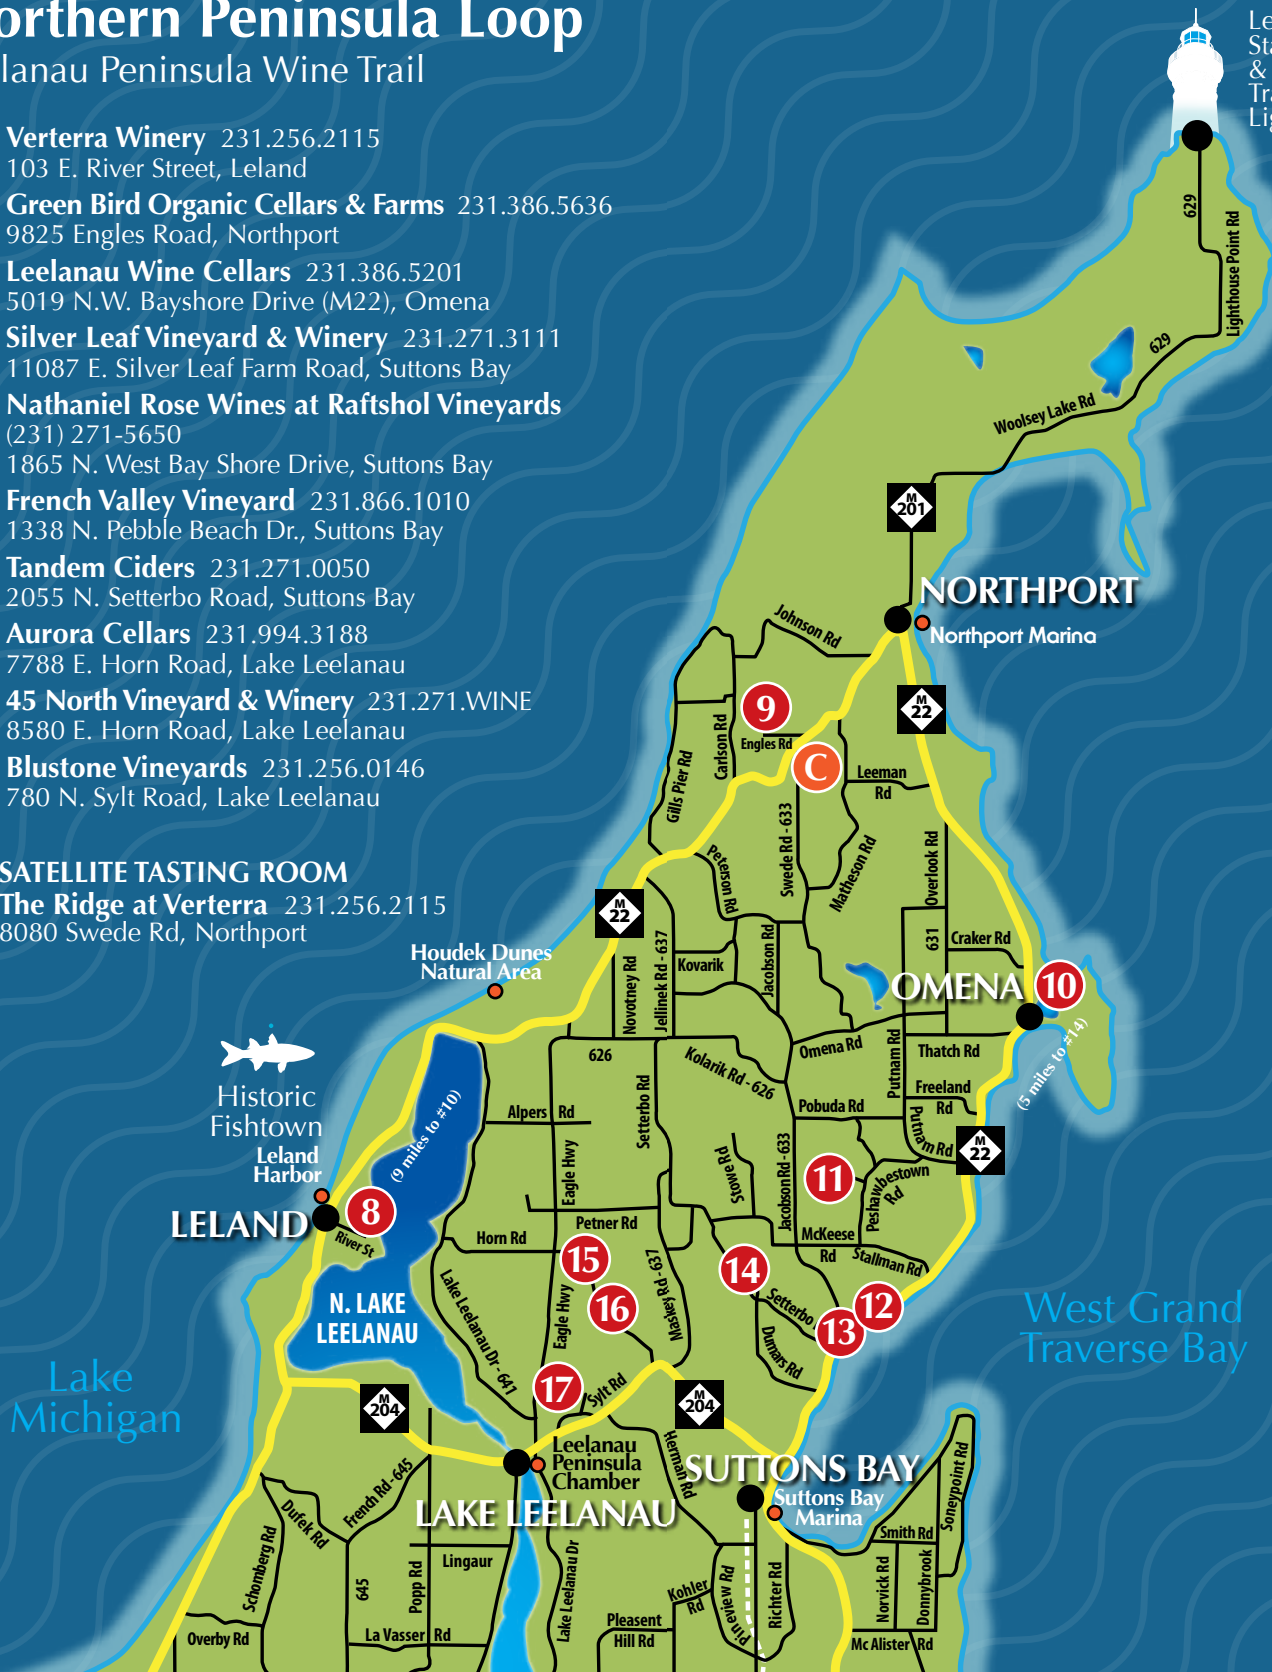 orthern Peninsula Loop
lanau Peninsula Wine Trail
Verterra Winery 231.256.2115
103 E. River Street, Leland
Green Bird Organic Cellars & Farms 231.386.5636
9825 Engles Road, Northport
Leelanau Wine Cellars 231.386.5201
5019 N.W. Bayshore Drive (M22), Omena
Silver Leaf Vineyard & Winery 231.271.3111
11087 E. Silver Leaf Farm Road, Suttons Bay
Nathaniel Rose Wines at Raftshol Vineyards
(231) 271-5650
1865 N. West Bay Shore Drive, Suttons Bay
French Valley Vineyard 231.866.1010
1338 N. Pebble Beach Dr., Suttons Bay
Tandem Ciders 231.271.0050
2055 N. Setterbo Road, Suttons Bay
Aurora Cellars 231.994.3188
7788 E. Horn Road, Lake Leelanau
45 North Vineyard & Winery 231.271.WINE
8580 E. Horn Road, Lake Leelanau
Blustone Vineyards 231.256.0146
780 N. Sylt Road, Lake Leelanau
SATELLITE TASTING ROOM
The Ridge at Verterra 231.256.2115
8080 Swede Rd, Northport
Le
Sta
&
Tra
Lig
629
Lighthouse Point Rd
629
Woolsey Lake Rd
M
201
NORTHPORT
Northport Marina
Johnson Rd
M
22
9
Carlson Rd
Engles Rd
C
Gills Pier Rd
Leeman
Rd
Swede Rd - 633
Matheson Rd
Overlook Rd
Peterson Rd
M
22
631
Craker Rd
Houdek Dunes
Natural Area
Novotney Rd
Jellinek Rd - 637
Kovarik
Jacobson Rd
OMENA
10
(5 miles to #14)
626
Kolarik Rd - 626
Omena Rd
Putnam Rd
Thatch Rd
Freeland
Rd
Setterbo Rd
Historic
Fishtown
Leland
Harbor
(9 miles to #10)
Alpers Rd
Pobuda Rd
Putnam Rd
M
22
Eagle Hwy
Stowe Rd
Jacobson Rd - 633
11
Peshawbestown
Rd
LELAND
8
River St
Petner Rd
Horn Rd
McKeese
Rd
Stallman Rd
15
14
Maskey Rd - 637
N. LAKE
LEELANAU
Lake Leelanau Dr - 641
Eagle Hwy
16
Setterbo
12
13
Dumars Rd
West Grand
Traverse Bay
Lake
Michigan
M
204
17
Sylt Rd
M
204
Leelanau
Peninsula
Chamber
Herman Rd
SUTTONS BAY
Suttons Bay
Marina
LAKE LEELANAU
French Rd - 645
Dufek Rd
Schomberg Rd
Soneypoint Rd
Smith Rd
Lingaur
645
Popp Rd
Lake Leelanau Dr
Kohler
Rd
Pineview Rd
Richter Rd
Norvick Rd
Donnybrook
Overby Rd
La Vasser Rd
Pleasent
Hill Rd
Mc Alister Rd